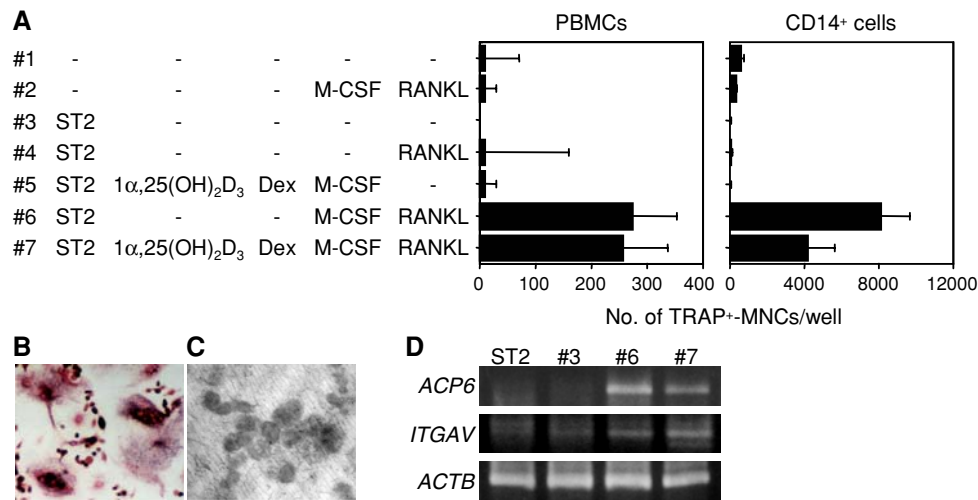 A
PBMCs CD14+ cells
#1 - - - - -
#2 - - - M-CSF RANKL
#3 ST2 - - - -
#4 ST2 - - - RANKL
#5 ST2 1α,25(OH)2D3 Dex M-CSF -
#6 ST2 - - M-CSF RANKL
#7 ST2 1α,25(OH)2D3 Dex M-CSF RANKL
0 100 200 300 400 0 4000 8000 12000
No. of TRAP+-MNCs/well
B C D
ST2 #3 #6 #7
ACP6
ITGAV
ACTB